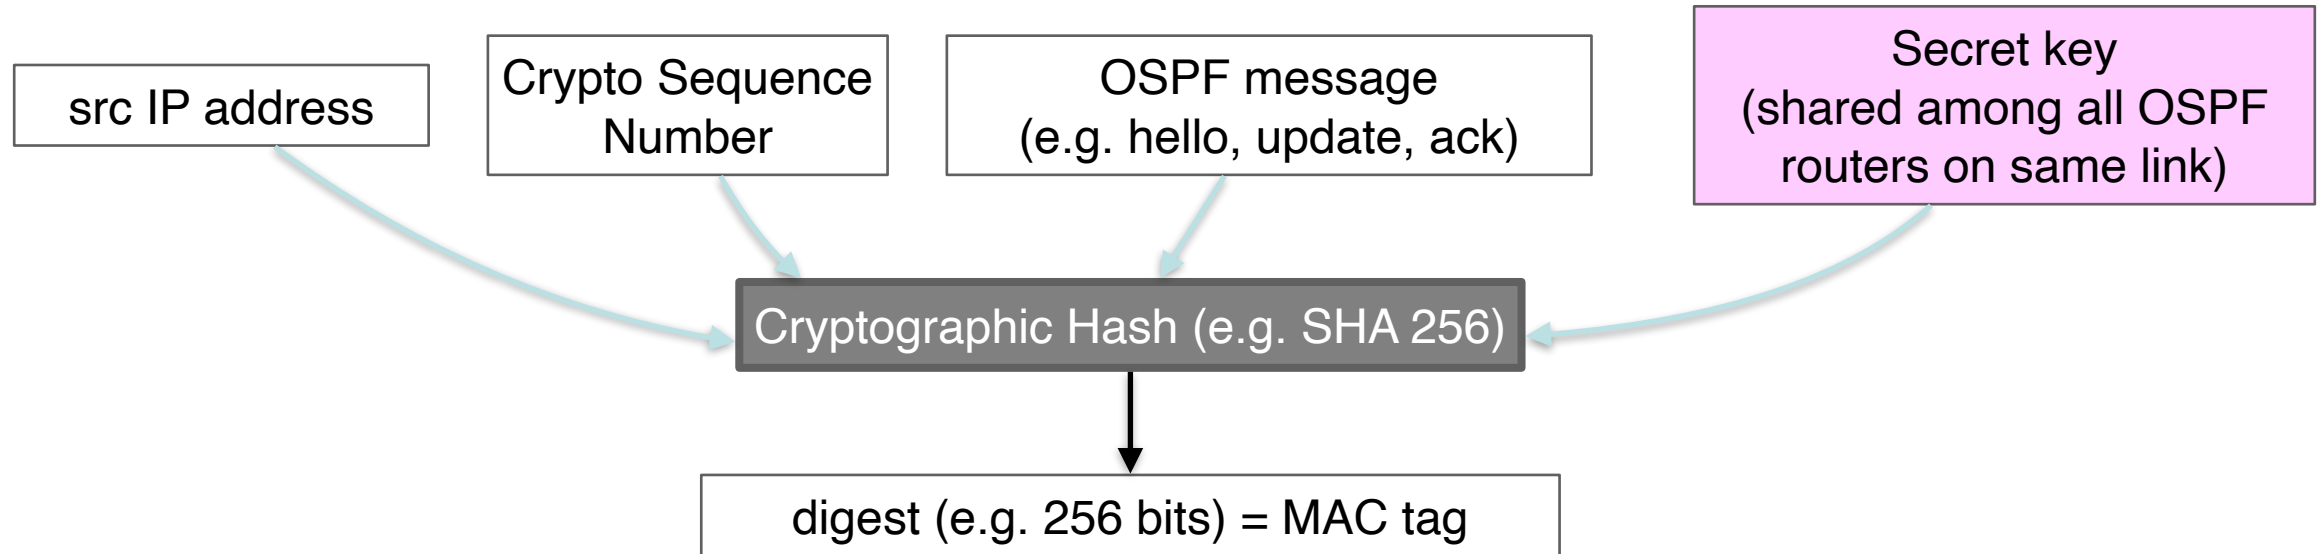 src IP address
Crypto Sequence
Number
OSPF message
(e.g. hello, update, ack)
Secret key
(shared among all OSPF
routers on same link)
Cryptographic Hash (e.g. SHA 256)
digest (e.g. 256 bits) = MAC tag